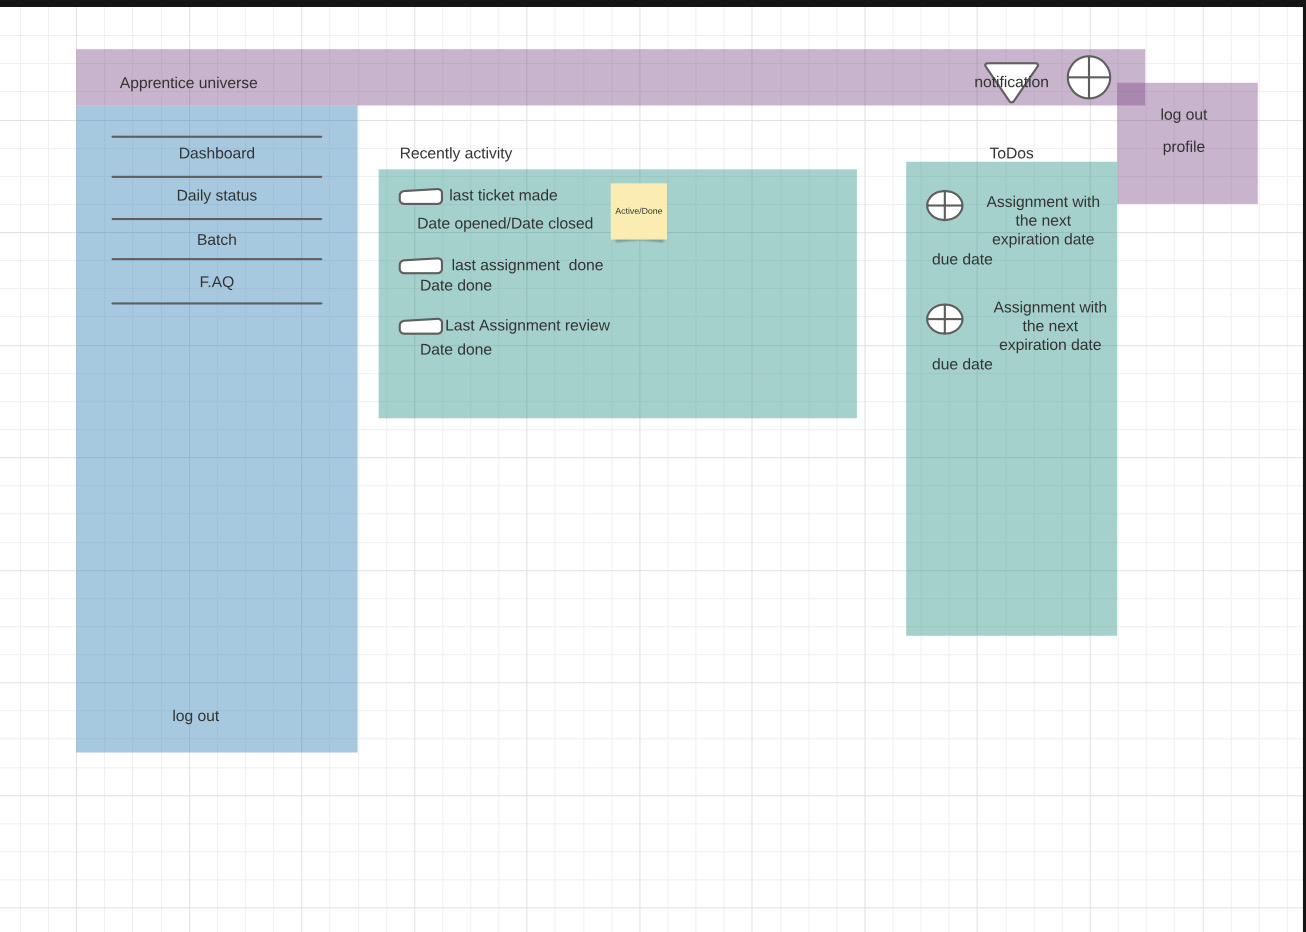 Apprentice universe
notification
log out
profile
Dashboard
Daily status
Batch
F.AQ
log out
Recently activity
last ticket made
Active/Done
Date opened/Date closed
last assignment  done
Date done
Last Assignment review
Date done
ToDos
Assignment with
the next
expiration date
due date
Assignment with
the next
expiration date
due date